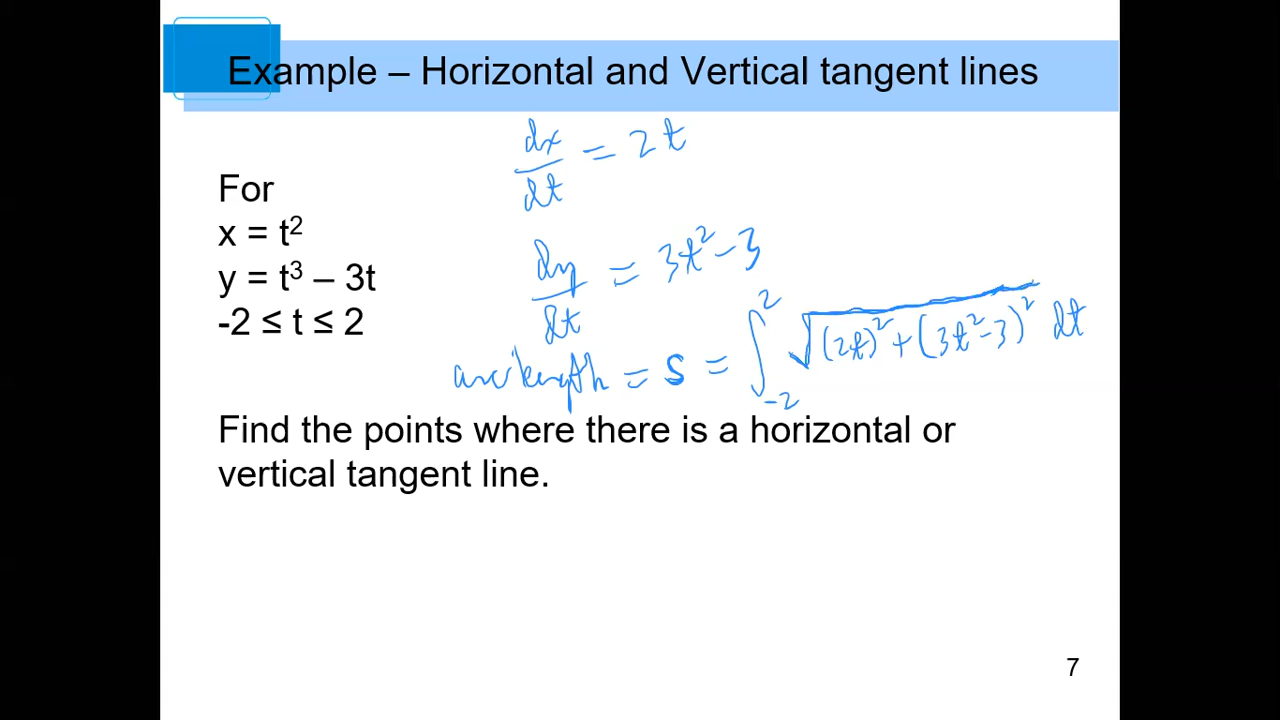 Example – Horizontal and Vertical tangent lines
dx/dt = 2t
For
x = t²
dy/dt = 3t² - 3
y = t³ – 3t
-2 ≤ t ≤ 2
arc length = s = ∫_{-2}^{2} √((2t)² + (3t² - 3)²) dt
Find the points where there is a horizontal or
vertical tangent line.
7